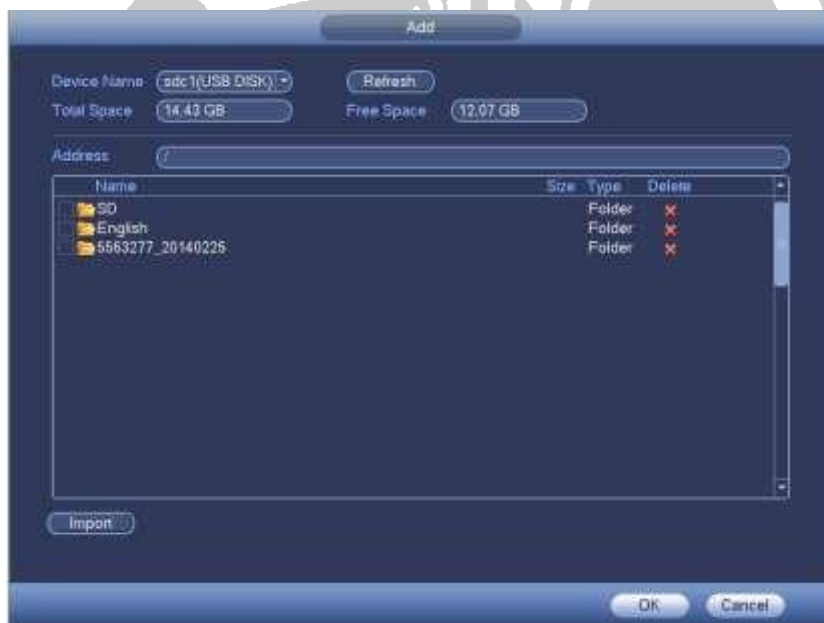 Add
Device Name sdc1(USB DISK) Refresh
Total Space 14.43 GB Free Space 12.07 GB
Address /
Name Size Type Delete
SD Folder
English Folder
5563277_20140226 Folder
Import
OK Cancel